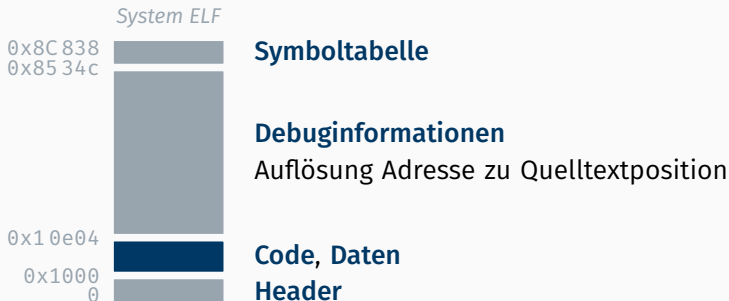 System ELF
0x8C 838
Symboltabelle
0x85 34c
Debuginformationen
Auflösung Adresse zu Quelltextposition
0x1 0e04
Code, Daten
0x1000
Header
0